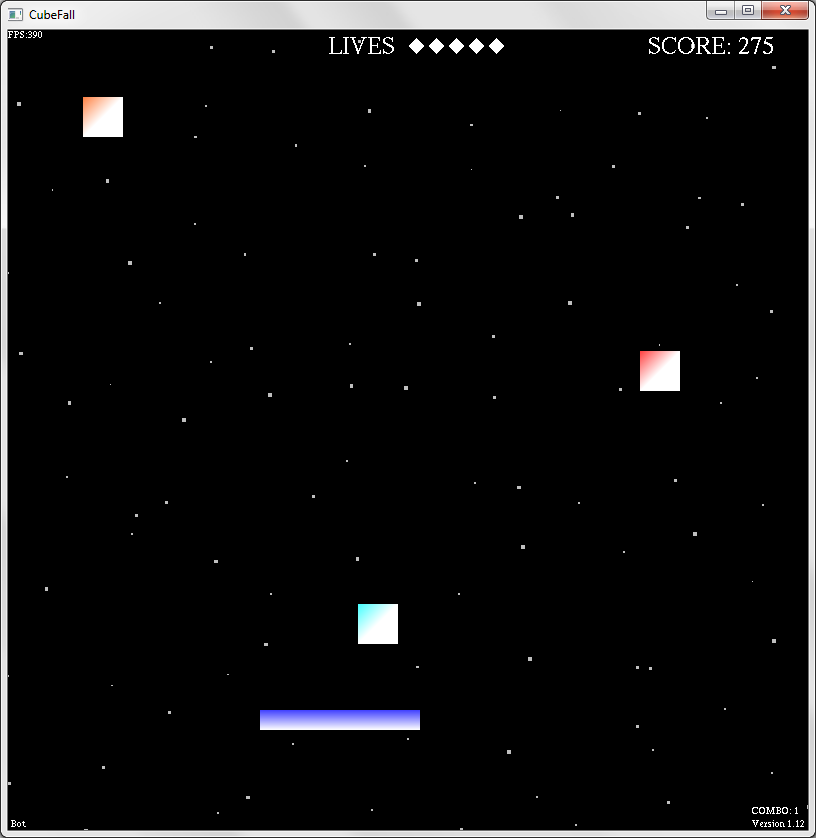 CubeFall
FPS:390
LIVES
SCORE: 275
COMBO: 1
Bot
Version 1.12